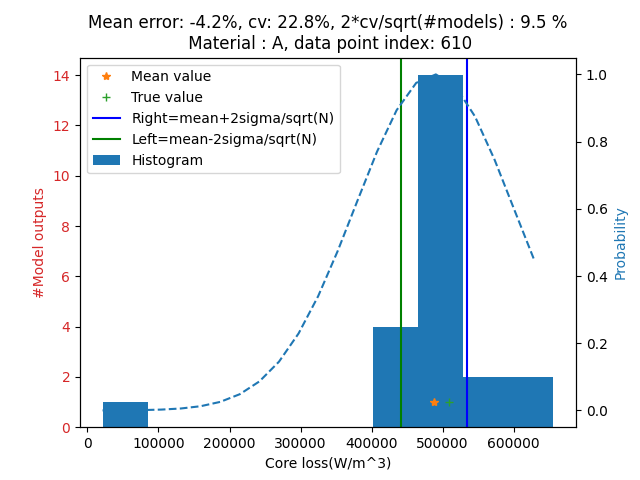 Mean error: -4.2%, cv: 22.8%, 2*cv/sqrt(#models) : 9.5 %
Material : A, data point index: 610
Mean value
True value
Right=mean+2sigma/sqrt(N)
Left=mean-2sigma/sqrt(N)
Histogram
#Model outputs
14
12
10
8
6
4
2
0
1.0
0.8
0.6
0.4
0.2
0.0
Probability
0 100000 200000 300000 400000 500000 600000
Core loss(W/m^3)